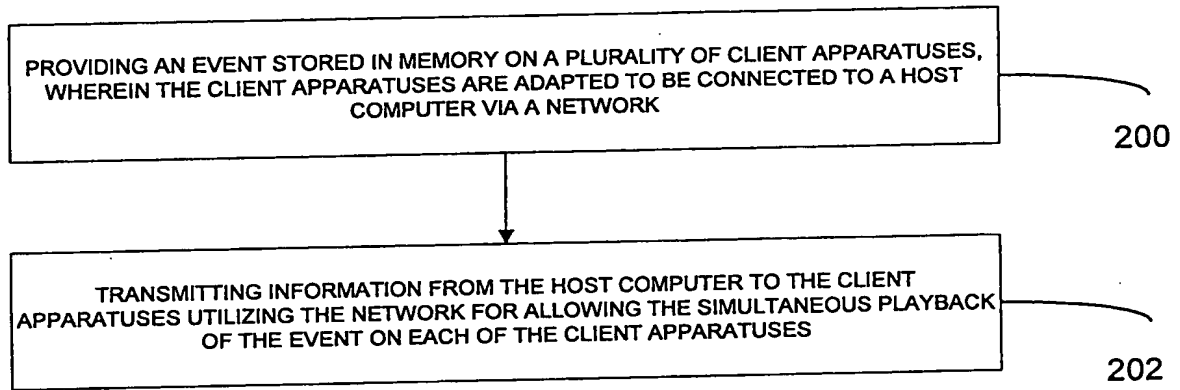 PROVIDING AN EVENT STORED IN MEMORY ON A PLURALITY OF CLIENT APPARATUSES,
WHEREIN THE CLIENT APPARATUSES ARE ADAPTED TO BE CONNECTED TO A HOST
COMPUTER VIA A NETWORK
200
TRANSMITTING INFORMATION FROM THE HOST COMPUTER TO THE CLIENT
APPARATUSES UTILIZING THE NETWORK FOR ALLOWING THE SIMULTANEOUS PLAYBACK
OF THE EVENT ON EACH OF THE CLIENT APPARATUSES
202